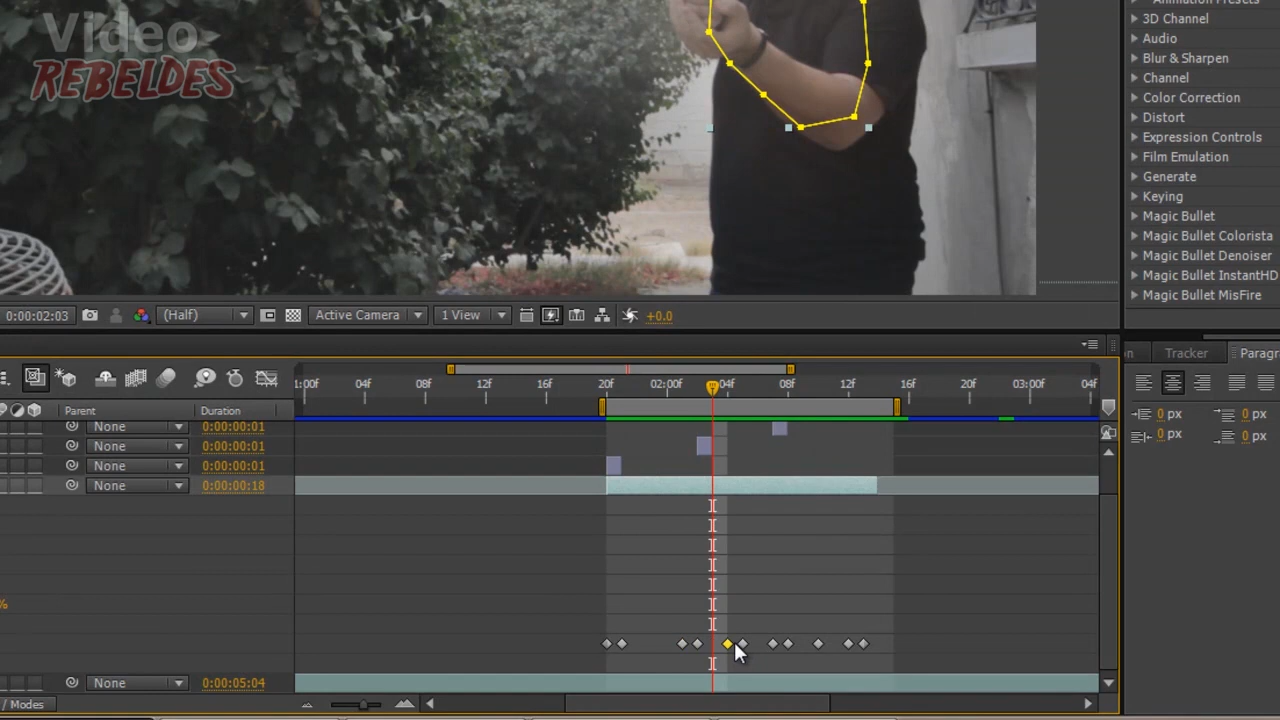 Video
REBELDES
Animation Presets
3D Channel
Audio
Blur & Sharpen
Channel
Color Correction
Distort
Expression Controls
Film Emulation
Generate
Keying
Magic Bullet
Magic Bullet Colorista
Magic Bullet Denoiser
Magic Bullet InstantHD
Magic Bullet MisFire
0:00:02:03 (Half) Active Camera 1 View +0.0
Tracker Paragr
1:00f 04f 08f 12f 16f 20f 02:00f 04f 08f 12f 16f 20f 03:00f 04f
0 px 0 px
0 px 0 px
Parent Duration
None
None 0:00:00:01
None 0:00:00:01
None 0:00:00:18
%
None 0:00:05:04
/ Modes